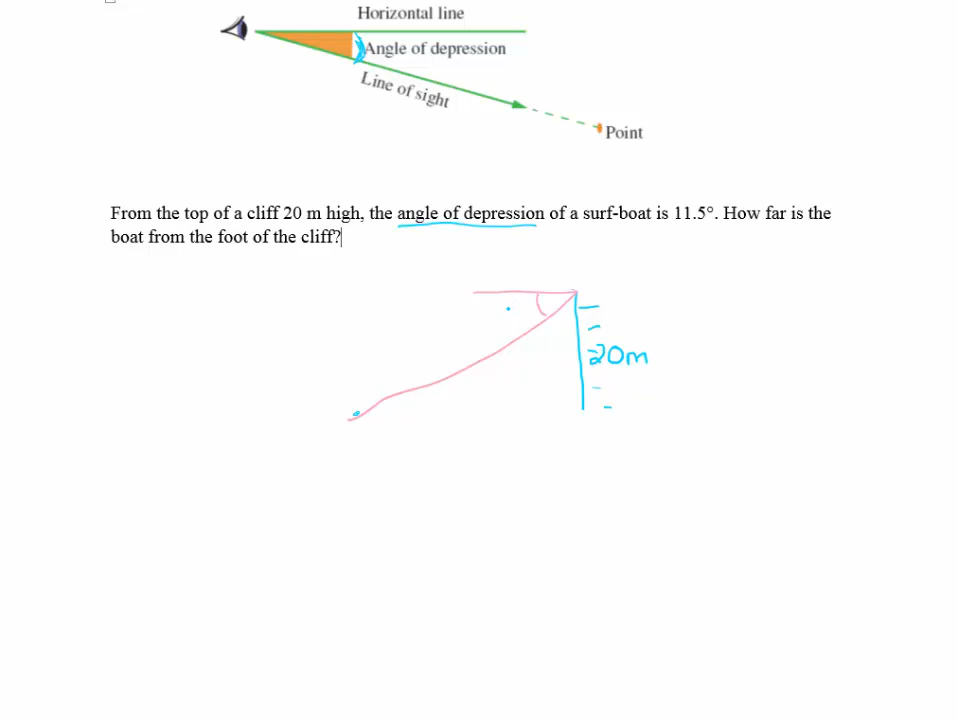 Horizontal line
Angle of depression
Line of sight
Point
From the top of a cliff 20 m high, the angle of depression of a surf-boat is 11.5°. How far is the
boat from the foot of the cliff?
20m